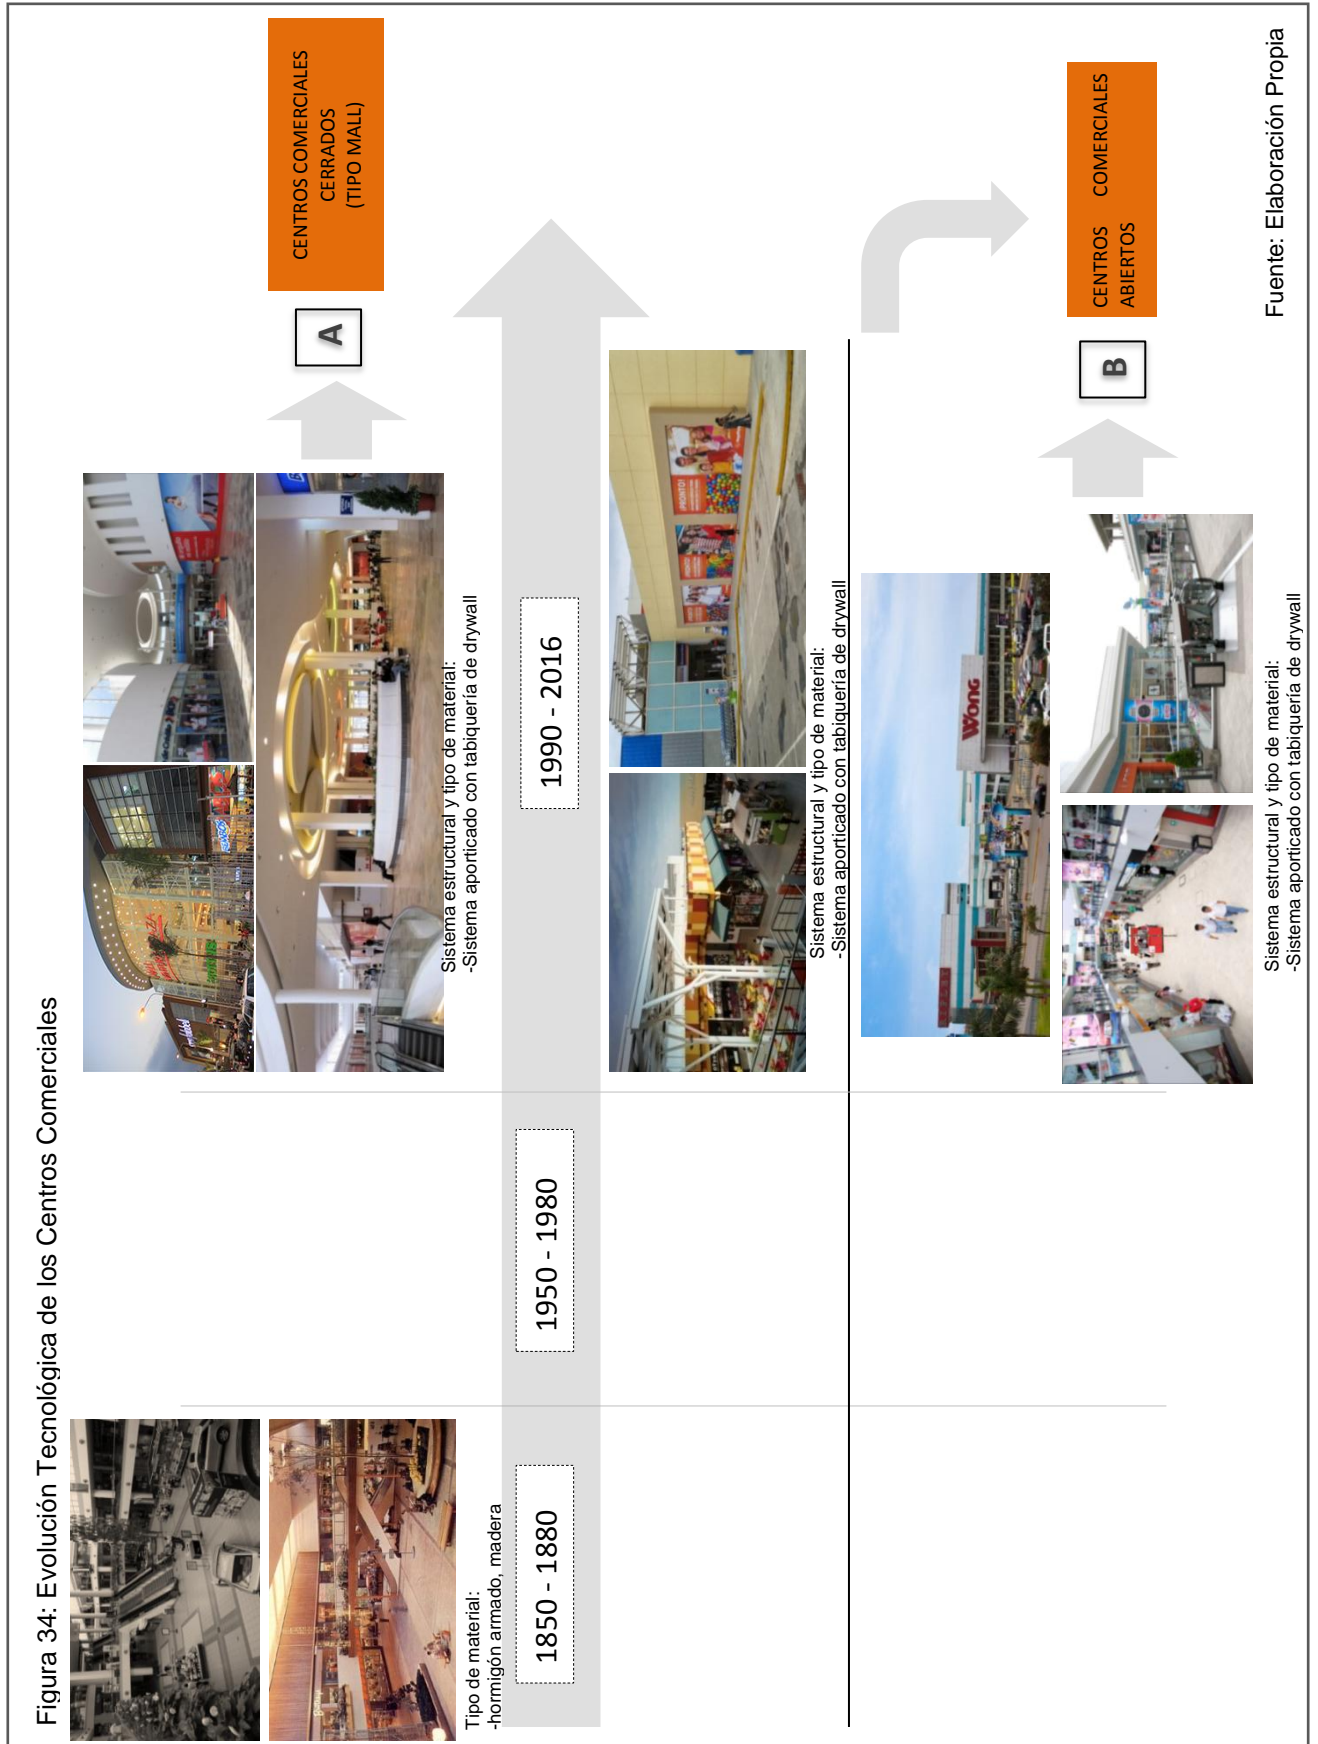 Figura 34: Evolución Tecnológica de los Centros Comerciales
CENTROS COMERCIALES
CERRADOS
(TIPO MALL)
A
Sistema estructural y tipo de material:
-Sistema aporticado con tabiquería de drywall
Tipo de material:
-hormigón armado, madera
1850 - 1880
1950 - 1980
1990 - 2016
PRONTO!
Sistema estructural y tipo de material:
-Sistema aporticado con tabiquería de drywall
Wong
B
CENTROS COMERCIALES
ABIERTOS
Sistema estructural y tipo de material:
-Sistema aporticado con tabiquería de drywall
Fuente: Elaboración Propia